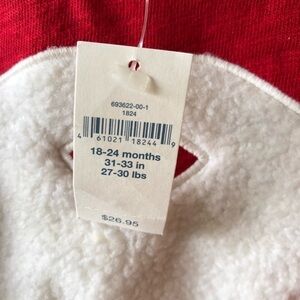 693622-00-1
1824
4 61021 18244 9
18-24 months
31-33 in
27-30 lbs
$26.95